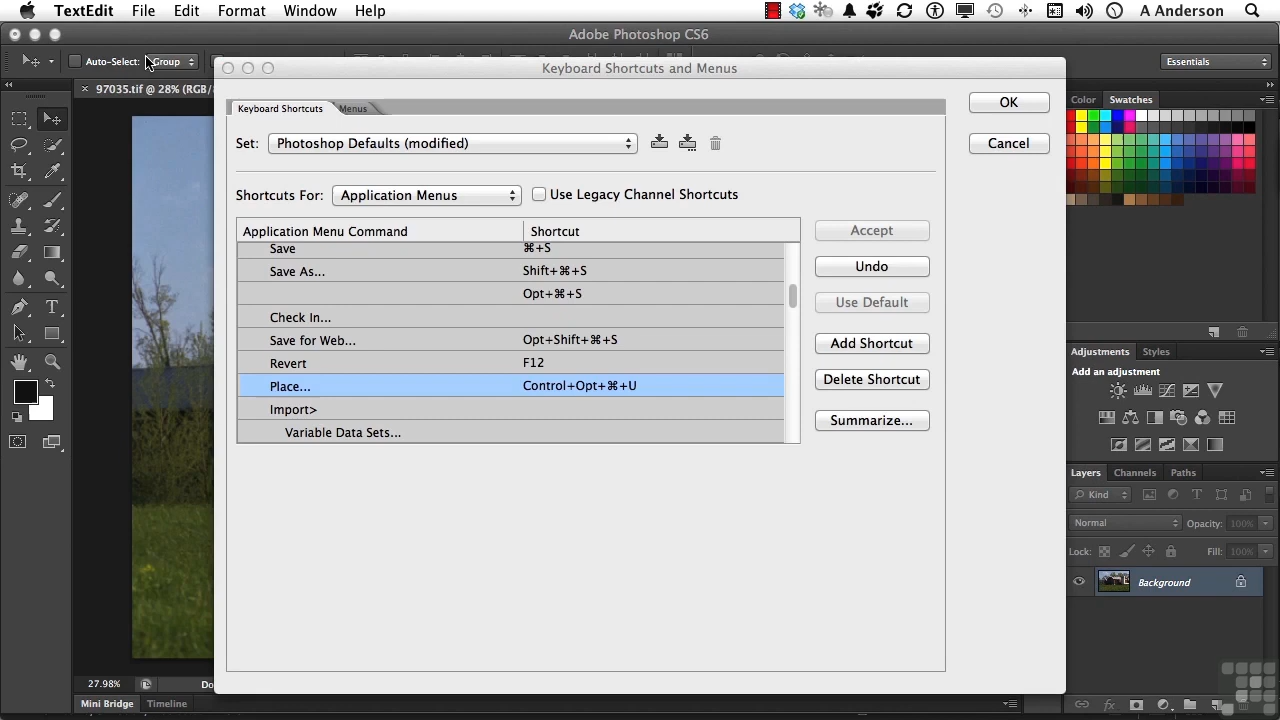 TextEdit File Edit Format Window Help A Anderson
Adobe Photoshop CS6
Auto-Select: Group Essentials
97035.tif @ 28% (RGB/8
Keyboard Shortcuts and Menus
Keyboard Shortcuts Menus
OK
Set: Photoshop Defaults (modified)
Cancel
Shortcuts For: Application Menus Use Legacy Channel Shortcuts
Application Menu Command Shortcut
Save ⌘+S
Save As... Shift+⌘+S
Opt+⌘+S
Check In...
Save for Web... Opt+Shift+⌘+S
Revert F12
Place... Control+Opt+⌘+U
Import>
Variable Data Sets...
Accept
Undo
Use Default
Add Shortcut
Delete Shortcut
Summarize...
Color Swatches
Adjustments Styles
Add an adjustment
Layers Channels Paths
Kind
Normal Opacity: 100%
Lock: Fill: 100%
Background
27.98% Do
Mini Bridge Timeline